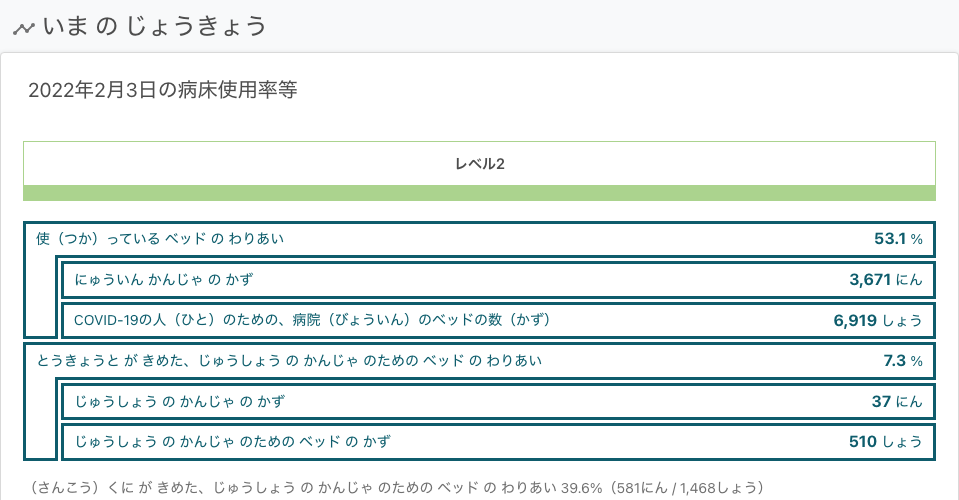 いま の じょうきょう
2022年2月3日の病床使用率等
レベル2
使（つか）っている ベッド の わりあい 53.1 %
にゅういん かんじゃ の かず 3,671 にん
COVID-19の人（ひと）のための、病院（びょういん）のベッドの数（かず） 6,919 しょう
とうきょうと が きめた、じゅうしょう の かんじゃ のための ベッド の わりあい 7.3 %
じゅうしょう の かんじゃ の かず 37 にん
じゅうしょう の かんじゃ のための ベッド の かず 510 しょう
（さんこう）くに が きめた、じゅうしょう の かんじゃ のための ベッド の わりあい 39.6%（581にん / 1,468しょう）